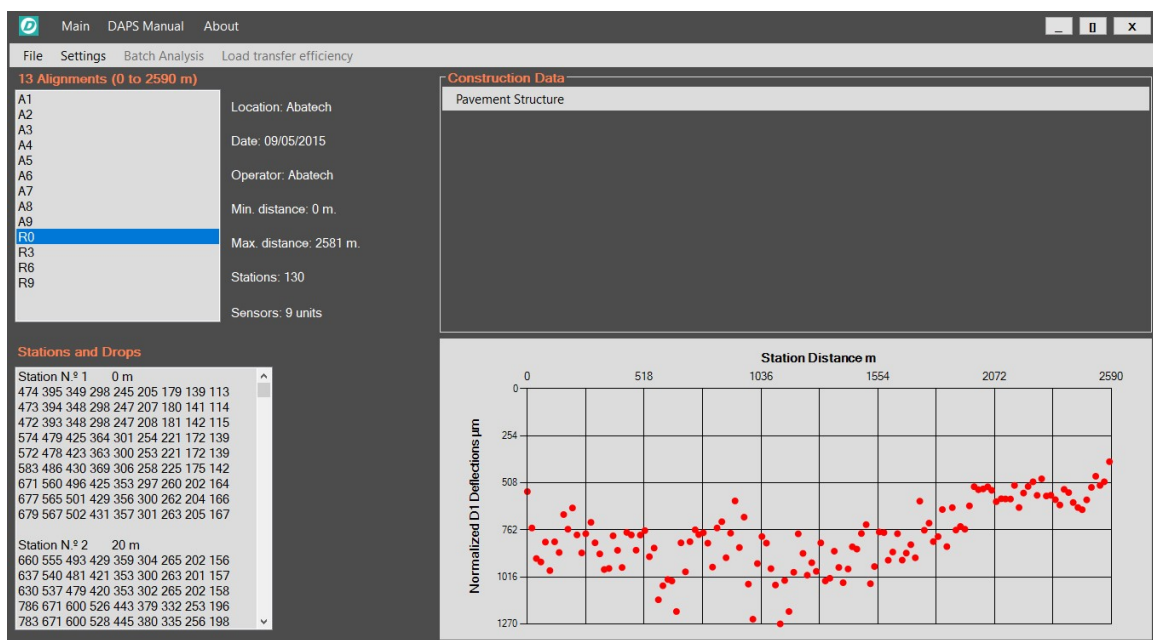 Main DAPS Manual About
_ [] X
File Settings Batch Analysis Load transfer efficiency
13 Alignments (0 to 2590 m)
A1
A2
A3
A4
A5
A6
A7
A8
A9
R0
R3
R6
R9
Location: Abatech
Date: 09/05/2015
Operator: Abatech
Min. distance: 0 m.
Max. distance: 2581 m.
Stations: 130
Sensors: 9 units
Construction Data
Pavement Structure
Stations and Drops
Station N.º 1 0 m
474 395 349 298 245 205 179 139 113
473 394 348 298 247 207 180 141 114
472 393 348 298 247 208 181 142 115
574 479 425 364 301 254 221 172 139
572 478 423 363 300 253 221 172 139
583 486 430 369 306 258 225 175 142
671 560 496 425 353 297 260 202 164
677 565 501 429 356 300 262 204 166
679 567 502 431 357 301 263 205 167
Station N.º 2 20 m
660 555 493 429 359 304 265 202 156
637 540 481 421 353 300 263 201 157
630 537 479 420 353 302 265 202 158
786 671 600 526 443 379 332 253 196
783 671 600 528 445 380 335 256 198
Station Distance m
0 518 1036 1554 2072 2590
Normalized D1 Deflections µm
0
254
508
762
1016
1270